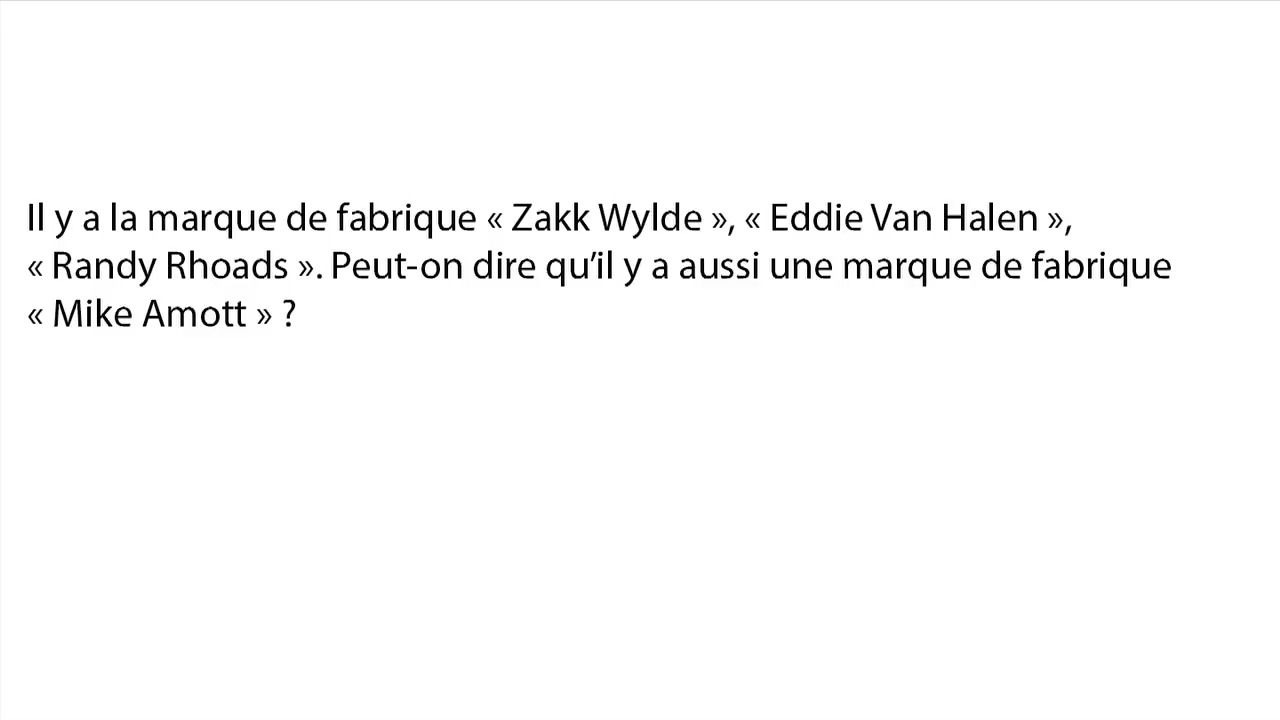 Il y a la marque de fabrique « Zakk Wylde », « Eddie Van Halen »,
« Randy Rhoads ». Peut-on dire qu’il y a aussi une marque de fabrique
« Mike Amott » ?